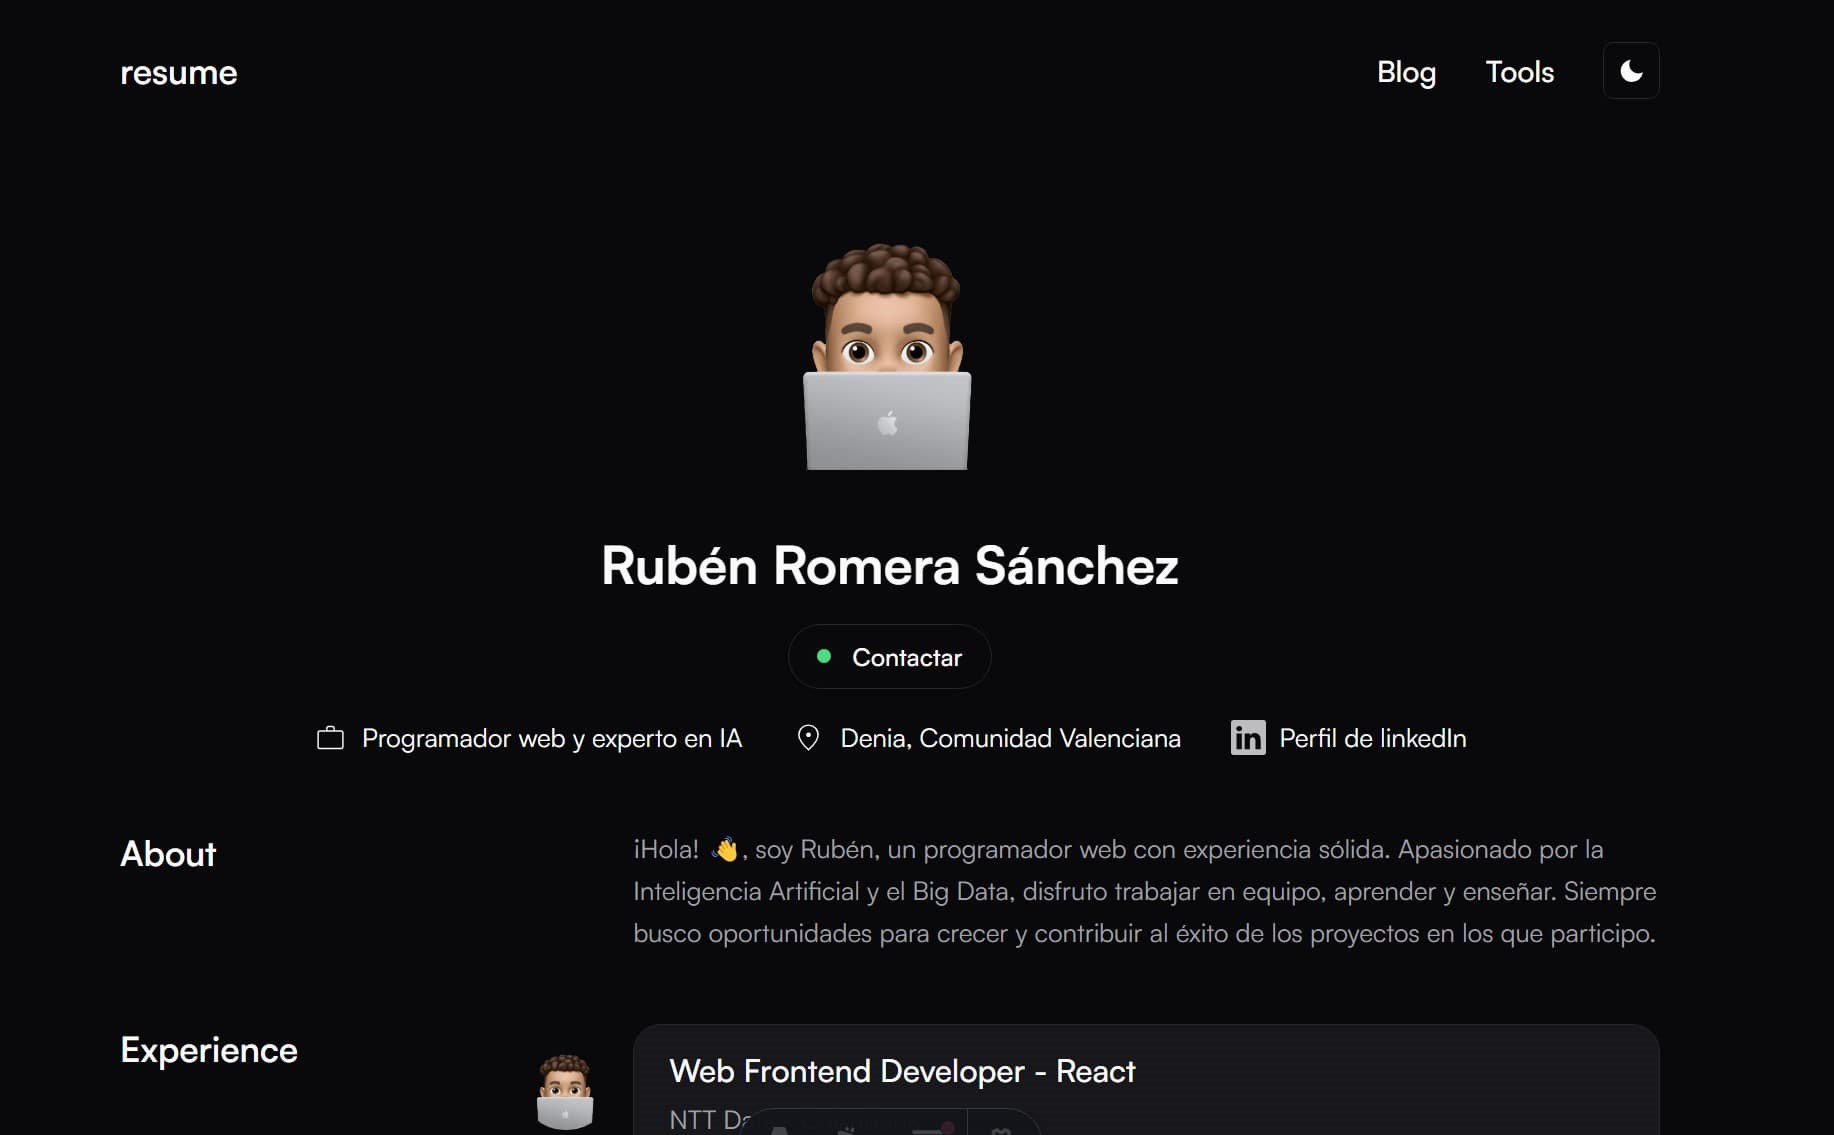 resume
Blog
Tools
Rubén Romera Sánchez
Contactar
Programador web y experto en IA
Denia, Comunidad Valenciana
in
Perfil de linkedIn
About
¡Hola! 👋, soy Rubén, un programador web con experiencia sólida. Apasionado por la
Inteligencia Artificial y el Big Data, disfruto trabajar en equipo, aprender y enseñar. Siempre
busco oportunidades para crecer y contribuir al éxito de los proyectos en los que participo.
Experience
Web Frontend Developer - React
NTT